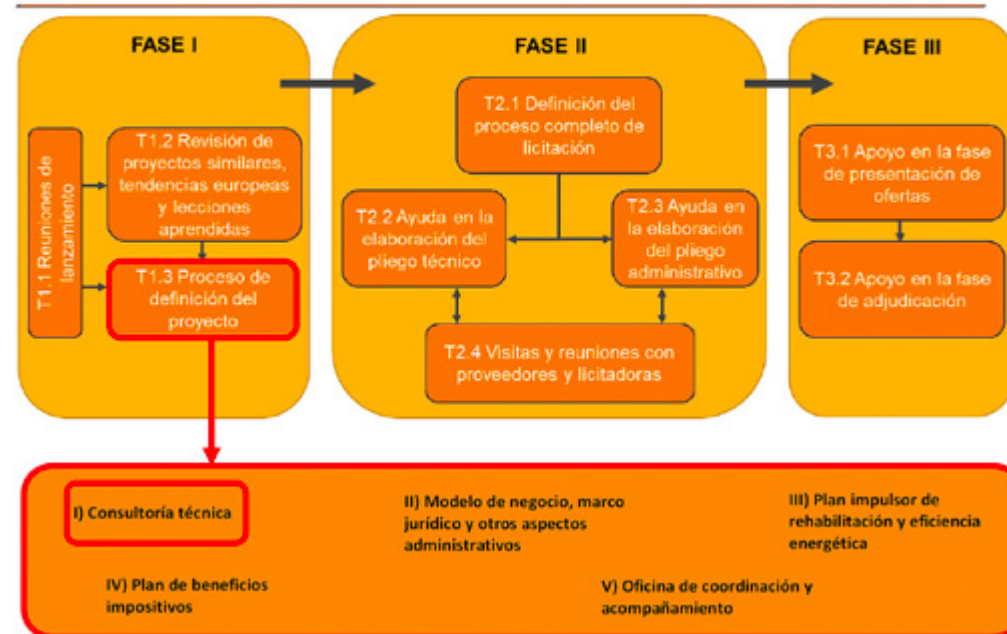 FASE I
T1.1 Reuniones de
lanzamiento
T1.2 Revisión de
proyectos similares,
tendencias europeas
y lecciones
aprendidas
T1.3 Proceso de
definición del
proyecto
FASE II
T2.1 Definición del
proceso completo de
licitación
T2.2 Ayuda en la
elaboración del
pliego técnico
T2.3 Ayuda en
la elaboración
del pliego
administrativo
T2.4 Visitas y reuniones con
proveedores y licitadoras
FASE III
T3.1 Apoyo en la fase
de presentación de
ofertas
T3.2 Apoyo en la fase
de adjudicación
I) Consultoría técnica
II) Modelo de negocio, marco
jurídico y otros aspectos
administrativos
III) Plan impulsor de
rehabilitación y eficiencia
energética
IV) Plan de beneficios
impositivos
V) Oficina de coordinación y
acompañamiento